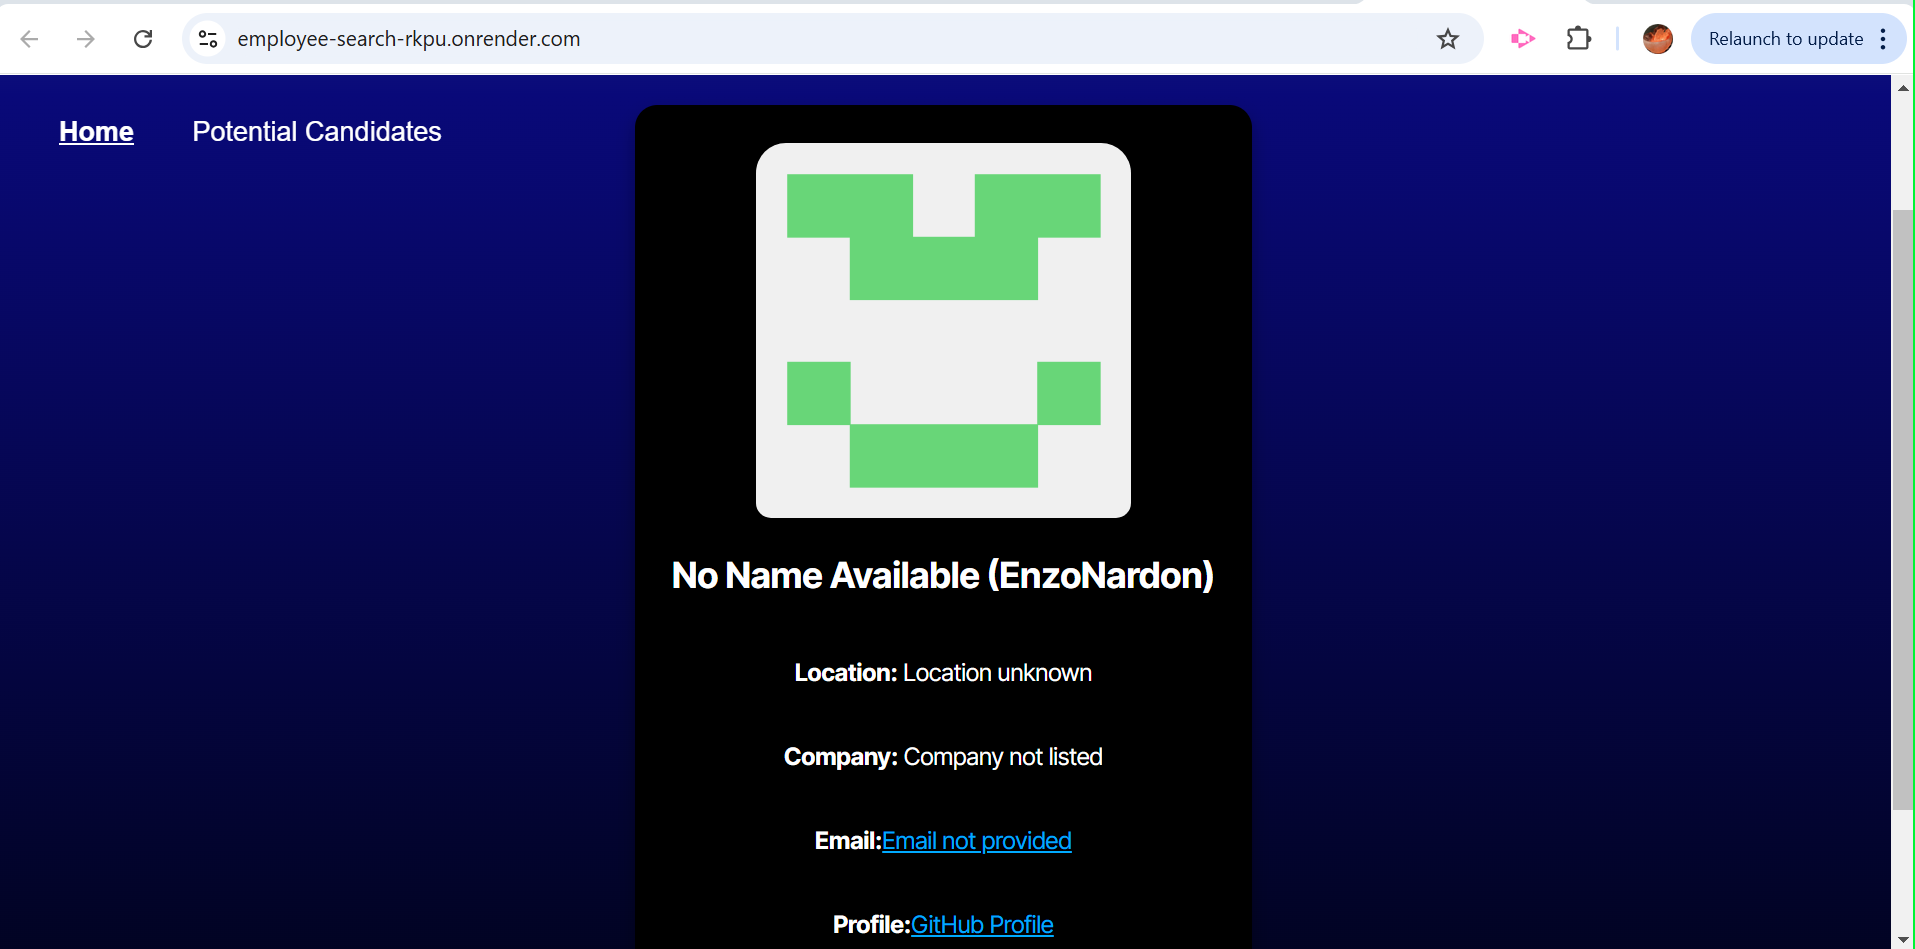 employee-search-rkpu.onrender.com
Relaunch to update
Home
Potential Candidates
No Name Available (EnzoNardon)
Location: Location unknown
Company: Company not listed
Email:Email not provided
Profile:GitHub Profile